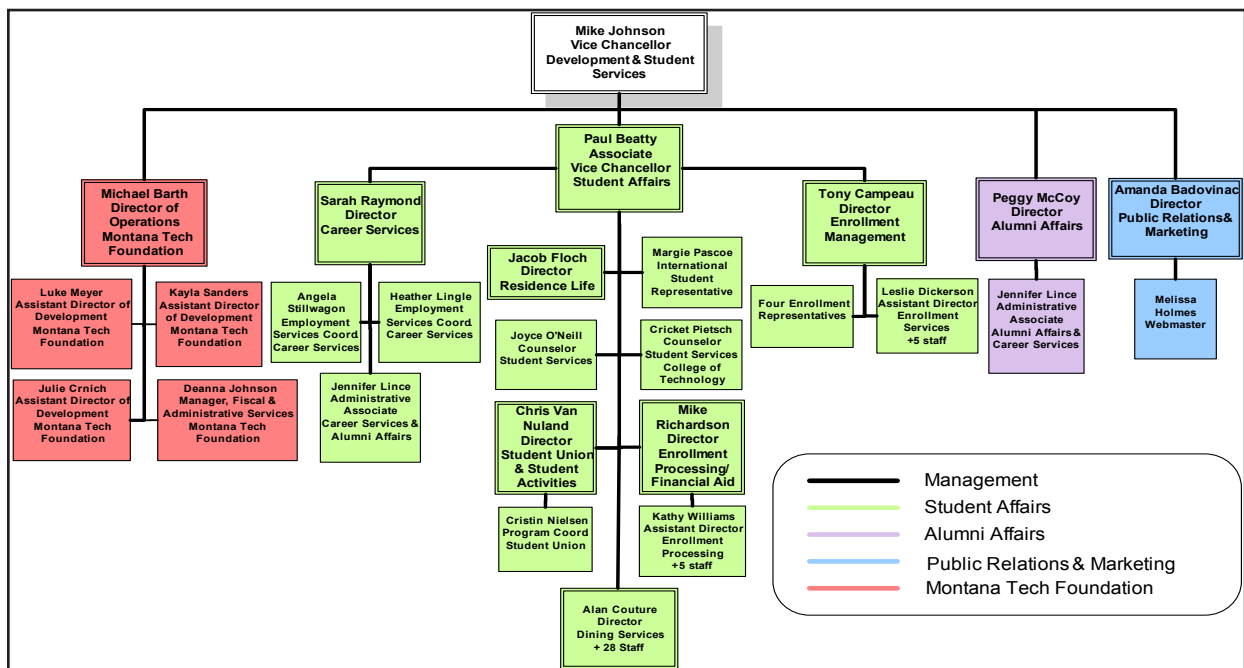 Mike Johnson
Vice Chancellor
Development & Student
Services
Paul Beatty
Associate
Vice Chancellor
Student Affairs
Michael Barth
Director of
Operations
Montana Tech
Foundation
Sarah Raymond
Director
Career Services
Tony Campeau
Director
Enrollment
Management
Peggy McCoy
Director
Alumni Affairs
Amanda Badovinac
Director
Public Relations&
Marketing
Luke Meyer
Assistant Director of
Development
Montana Tech
Foundation
Kayla Sanders
Assistant Director
of Development
Montana Tech
Foundation
Julie Crnich
Assistant Director of
Development
Montana Tech
Foundation
Deanna Johnson
Manager, Fiscal &
Administrative Services
Montana Tech
Foundation
Angela
Stillwagon
Employment
Services Coord.
Career Services
Heather Lingle
Employment
Services Coord.
Career Services
Jennifer Lince
Administrative
Associate
Career Services &
Alumni Affairs
Jacob Floch
Director
Residence Life
Margie Pascoe
International
Student
Representative
Joyce O'Neill
Counselor
Student Services
Cricket Pietsch
Counselor
Student Services
College of
Technology
Chris Van
Nuland
Director
Student Union
& Student
Activities
Mike
Richardson
Director
Enrollment
Processing/
Financial Aid
Cristin Nielsen
Program Coord
Student Union
Kathy Williams
Assistant Director
Enrollment
Processing
+5 staff
Alan Couture
Director
Dining Services
+ 28 Staff
Four Enrollment
Representatives
Leslie Dickerson
Assistant Director
Enrollment
Services
+5 staff
Jennifer Lince
Administrative
Associate
Alumni Affairs &
Career Services
Melissa
Holmes
Webmaster
Management
Student Affairs
Alumni Affairs
Public Relations & Marketing
Montana Tech Foundation